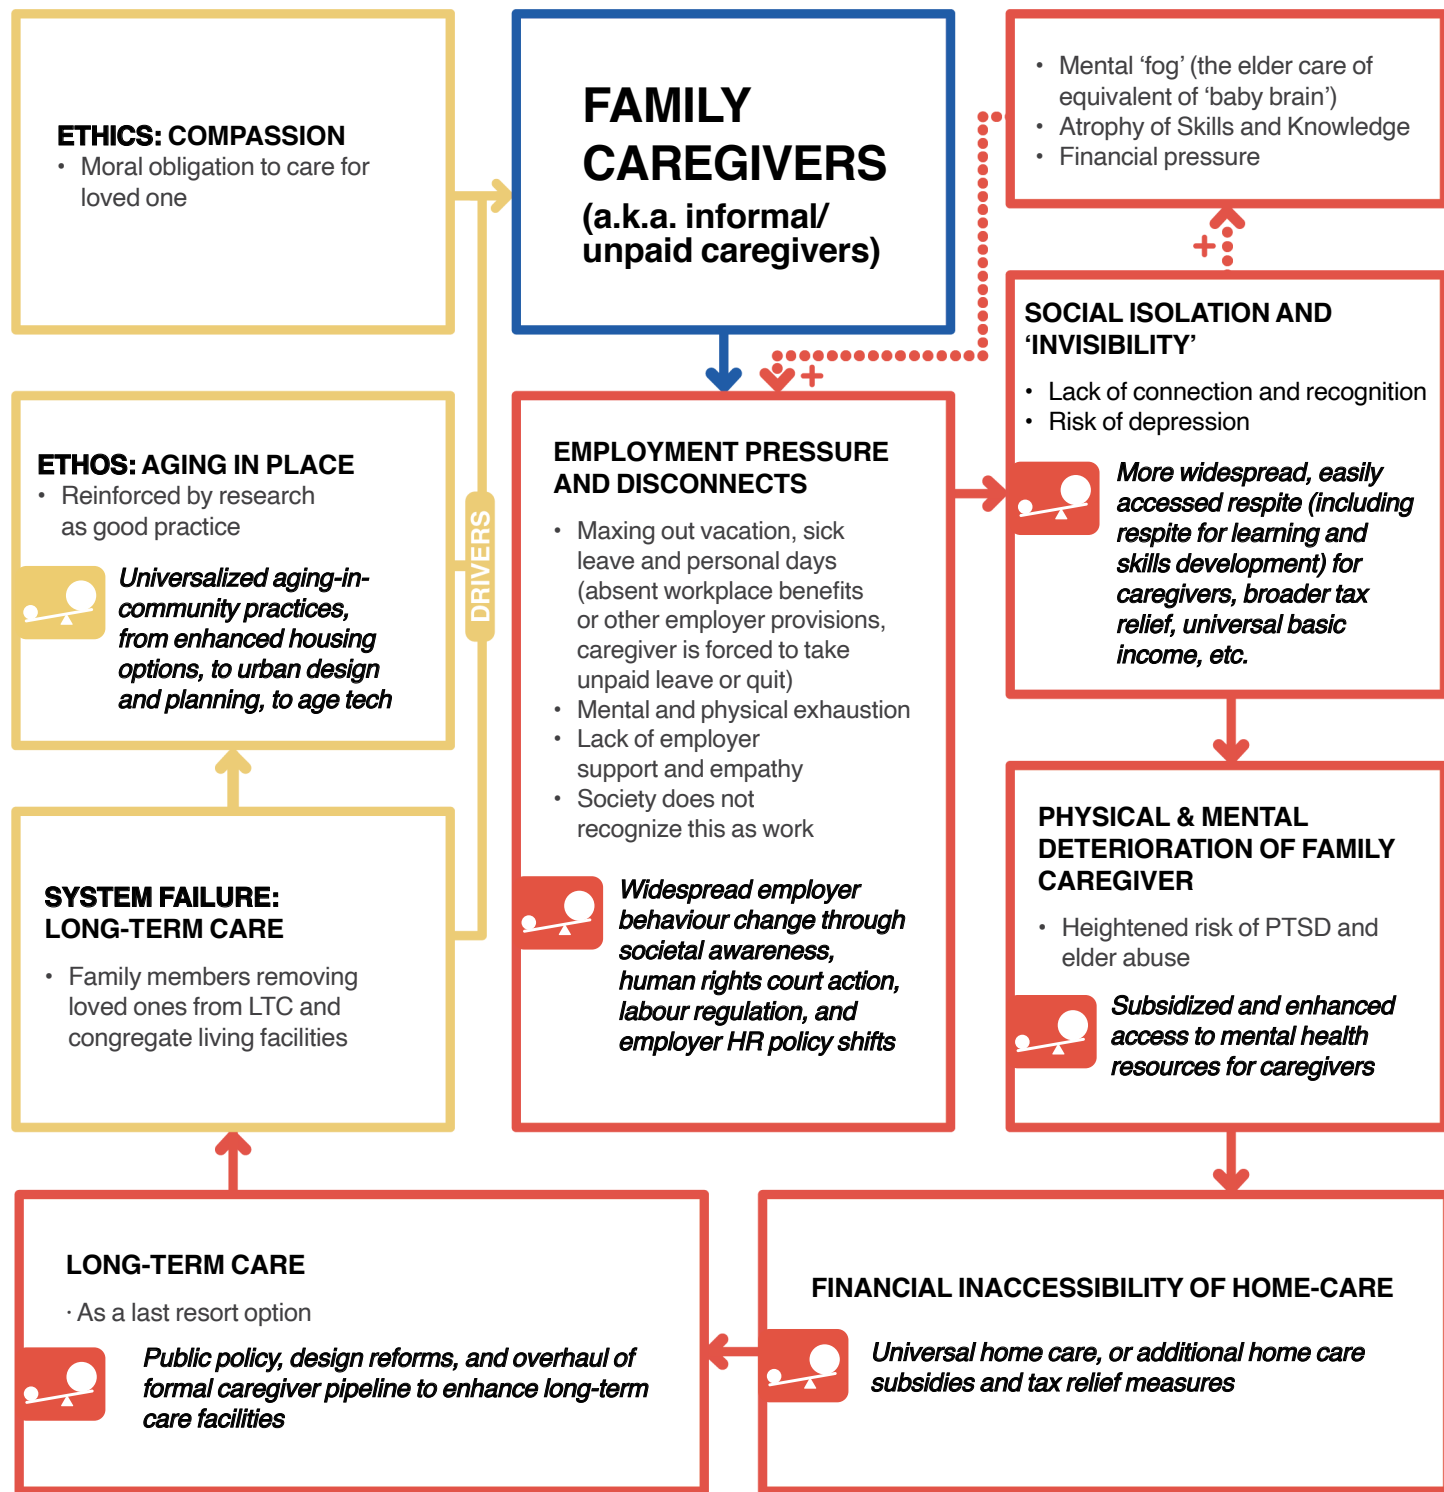 ETHICS: COMPASSION
• Moral obligation to care for
loved one
FAMILY
CAREGIVERS
(a.k.a. informal/
unpaid caregivers)
• Mental ‘fog’ (the elder care of
equivalent of ‘baby brain’)
• Atrophy of Skills and Knowledge
• Financial pressure
+
+
SOCIAL ISOLATION AND
‘INVISIBILITY’
• Lack of connection and recognition
• Risk of depression
More widespread, easily
accessed respite (including
respite for learning and
skills development) for
caregivers, broader tax
relief, universal basic
income, etc.
ETHOS: AGING IN PLACE
• Reinforced by research
as good practice
Universalized aging-in-
community practices,
from enhanced housing
options, to urban design
and planning, to age tech
DRIVERS
EMPLOYMENT PRESSURE
AND DISCONNECTS
• Maxing out vacation, sick
leave and personal days
(absent workplace benefits
or other employer provisions,
caregiver is forced to take
unpaid leave or quit)
• Mental and physical exhaustion
• Lack of employer
support and empathy
• Society does not
recognize this as work
Widespread employer
behaviour change through
societal awareness,
human rights court action,
labour regulation, and
employer HR policy shifts
PHYSICAL & MENTAL
DETERIORATION OF FAMILY
CAREGIVER
• Heightened risk of PTSD and
elder abuse
Subsidized and enhanced
access to mental health
resources for caregivers
SYSTEM FAILURE:
LONG-TERM CARE
• Family members removing
loved ones from LTC and
congregate living facilities
LONG-TERM CARE
· As a last resort option
Public policy, design reforms, and overhaul of
formal caregiver pipeline to enhance long-term
care facilities
FINANCIAL INACCESSIBILITY OF HOME-CARE
Universal home care, or additional home care
subsidies and tax relief measures